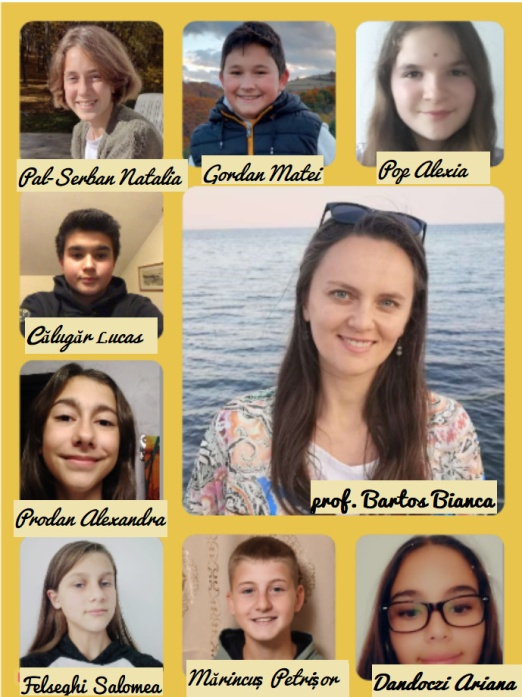 Pal-Serban Natalia
Gordan Matei
Pop Alexia
Călugăr Lucas
prof. Bartos Bianca
Prodan Alexandra
Felseghi Salomea
Mărincuș Petrișor
Dandoczi Ariana